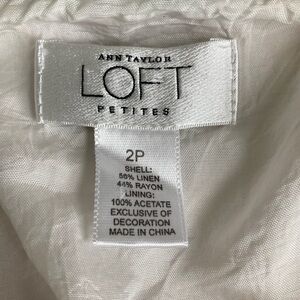 ANN TAYLOR
LOFT
PETITES
2P
SHELL:
56% LINEN
44% RAYON
LINING:
100% ACETATE
EXCLUSIVE OF
DECORATION
MADE IN CHINA